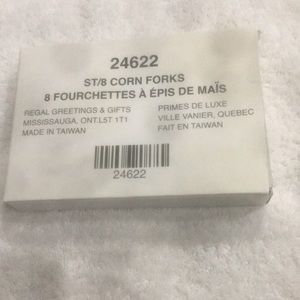 24622
ST/8 CORN FORKS
8 FOURCHETTES À ÉPIS DE MAÏS
REGAL GREETINGS & GIFTS
MISSISSAUGA, ONT.L5T 1T1
MADE IN TAIWAN
PRIMES DE LUXE
VILLE VANIER, QUEBEC
FAIT EN TAIWAN
24622